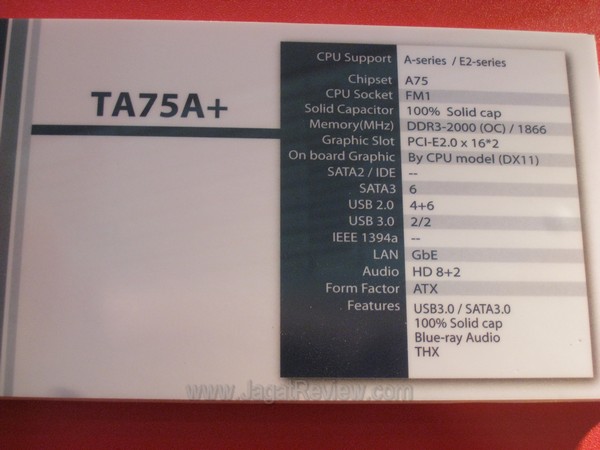 TA75A+
CPU Support A-series / E2-series
Chipset A75
CPU Socket FM1
Solid Capacitor 100% Solid cap
Memory(MHz) DDR3-2000 (OC) / 1866
Graphic Slot PCI-E2.0 x 16*2
On board Graphic By CPU model (DX11)
SATA2 / IDE --
SATA3 6
USB 2.0 4+6
USB 3.0 2/2
IEEE 1394a --
LAN GbE
Audio HD 8+2
Form Factor ATX
Features USB3.0 / SATA3.0
100% Solid cap
Blue-ray Audio
THX
www.JagatReview.com